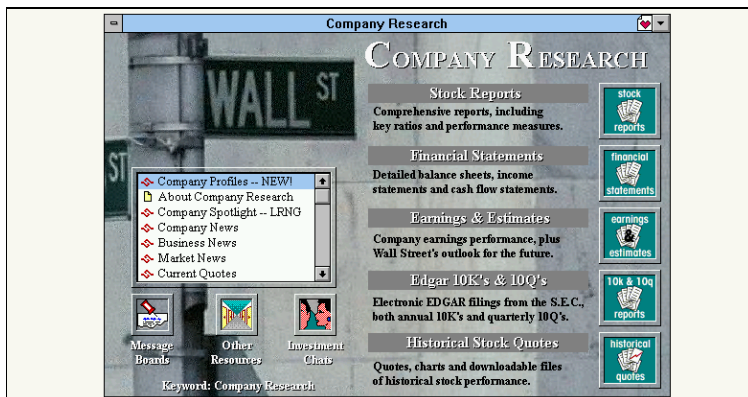 Company Research
COMPANY RESEARCH
WALL ST
ST
Stock Reports
Comprehensive reports, including
key ratios and performance measures.
stock
reports
Financial Statements
Detailed balance sheets, income
statements and cash flow statements.
financial
statements
Company Profiles -- NEW!
About Company Research
Company Spotlight -- LRNG
Company News
Business News
Market News
Current Quotes
Earnings & Estimates
Company earnings performance, plus
Wall Street's outlook for the future.
earnings
&
estimates
Edgar 10K's & 10Q's
Electronic EDGAR filings from the S.E.C.,
both annual 10K's and quarterly 10Q's.
10k & 10q
reports
Message
Boards
Other
Resources
Investment
Chats
Historical Stock Quotes
Quotes, charts and downloadable files
of historical stock performance.
historical
quotes
Keyword: Company Research